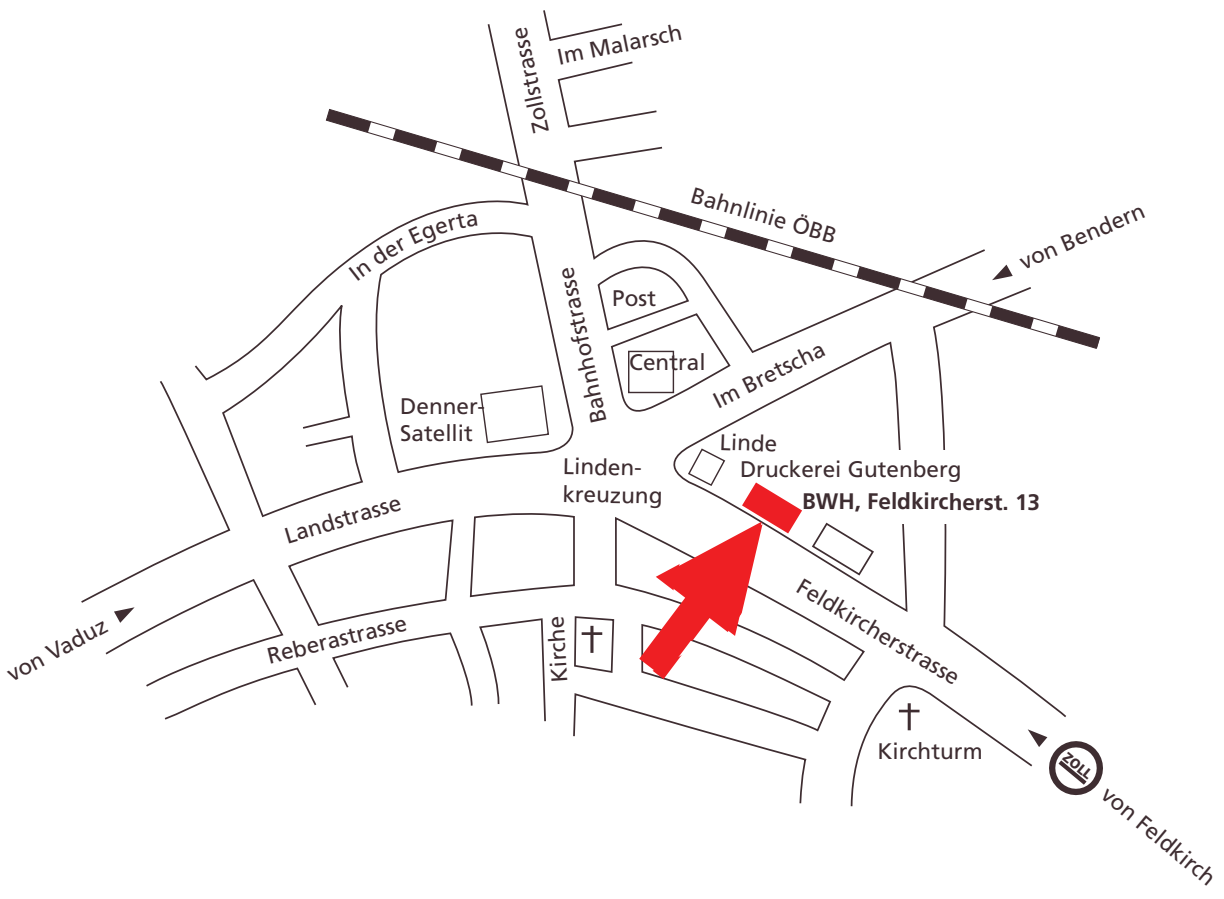 Zollstrasse
Im Malarsch
Bahnlinie ÖBB
von Bendern
In der Egerta
Bahnhofstrasse
Post
Central
Im Bretscha
Denner-
Satellit
Linde
Druckerei Gutenberg
BWH, Feldkircherst. 13
Linden-
kreuzung
Landstrasse
Feldkircherstrasse
von Vaduz
Reberastrasse
Kirche
Kirchturm
ZOLL
von Feldkirch